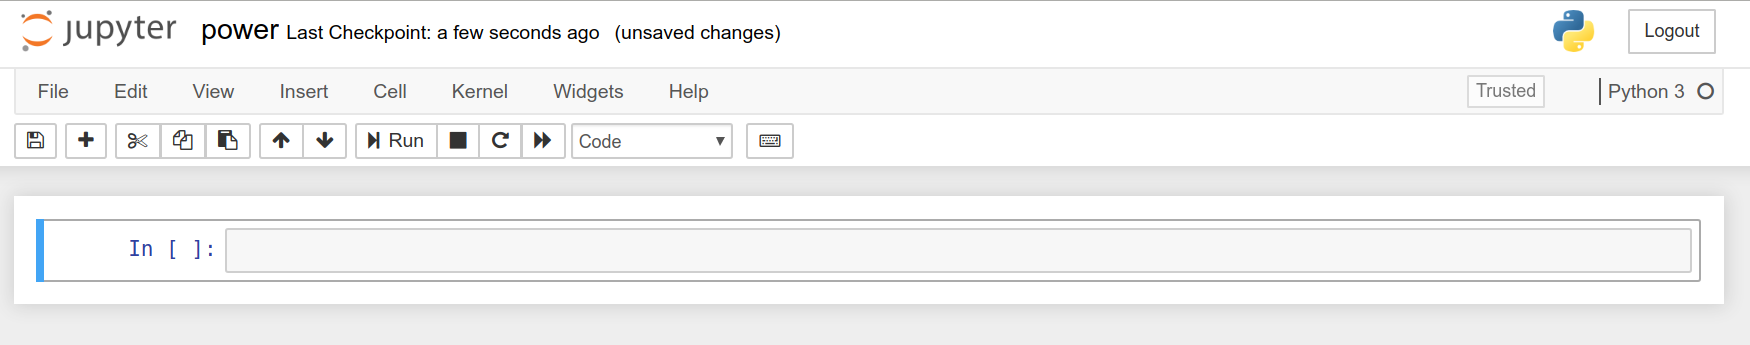 jupyter power Last Checkpoint: a few seconds ago (unsaved changes) Logout
File Edit View Insert Cell Kernel Widgets Help Trusted Python 3
Run Code
In [ ]: